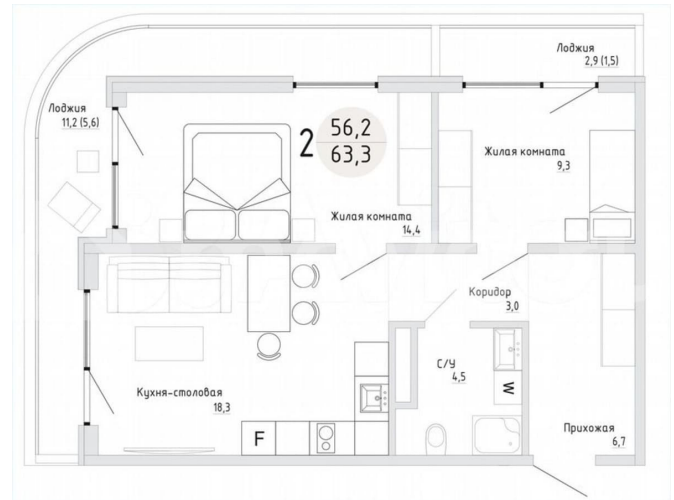 Лоджия
2,9 (1,5)
Лоджия
11,2 (5,6)
2
56,2
63,3
Жилая комната
9,3
Жилая комната
14,4
Коридор
3,0
С/У
4,5
W
Кухня-столовая
18,3
F
Прихожая
6,7